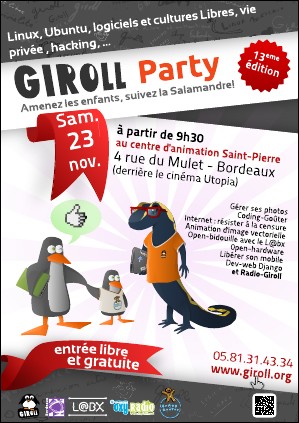 Linux, Ubuntu, logiciels et cultures Libres, vie
privée , hacking, ...
GIROLL Party
13eme
édition
Amenez les enfants, suivez la Salamandre!
Sam.
23
nov.
à partir de 9h30
au centre d'animation Saint-Pierre
4 rue du Mulet - Bordeaux
(derrière le cinéma Utopia)
Gérer ses photos
Coding-Goûter
Internet : résister à la censure
Animation d'image vectorielle
Open-bidouille avec le L@bx
Open-hardware
Libérer son mobile
Dev-web Django
et Radio-Giroll
entrée libre
et gratuite
05.81.31.43.34
www.giroll.org
GIROLL
L@BX